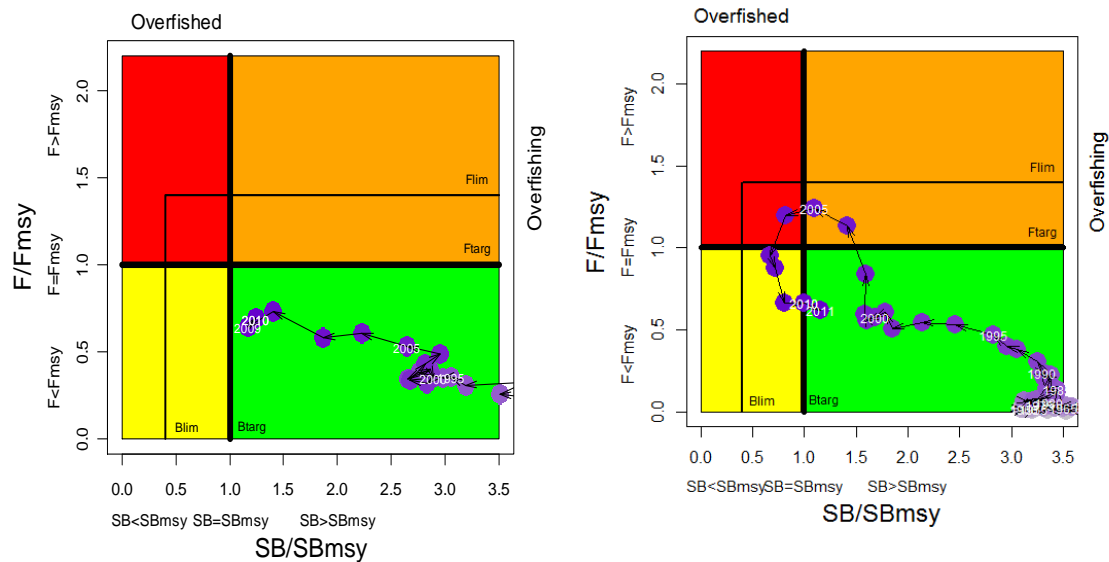 Overfished
F/Fmsy
F<Fmsy F=Fmsy F>Fmsy
0.0 0.5 1.0 1.5 2.0
Flim
Ftarg
Overfishing
2010
2009
2005
2000
1995
Blim
Btarg
0.0 0.5 1.0 1.5 2.0 2.5 3.0 3.5
SB<SBmsy SB=SBmsy SB>SBmsy
SB/SBmsy
Overfished
F/Fmsy
F<Fmsy F=Fmsy F>Fmsy
0.0 0.5 1.0 1.5 2.0
Flim
Ftarg
Overfishing
2005
2010
2011
2000
1995
1990
Blim
Btarg
0.0 0.5 1.0 1.5 2.0 2.5 3.0 3.5
SB<SBmsy SB=SBmsy SB>SBmsy
SB/SBmsy